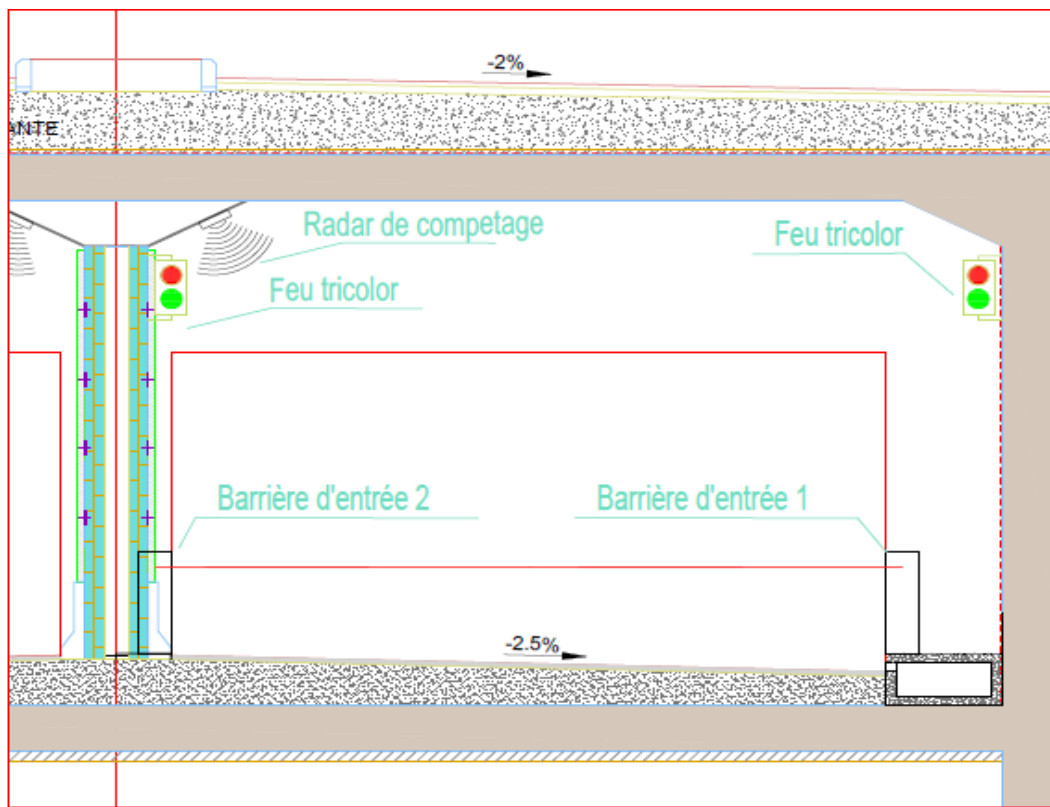 -2%
ANTE
Radar de competage
Feu tricolor
Feu tricolor
Barrière d'entrée 2
Barrière d'entrée 1
-2.5%